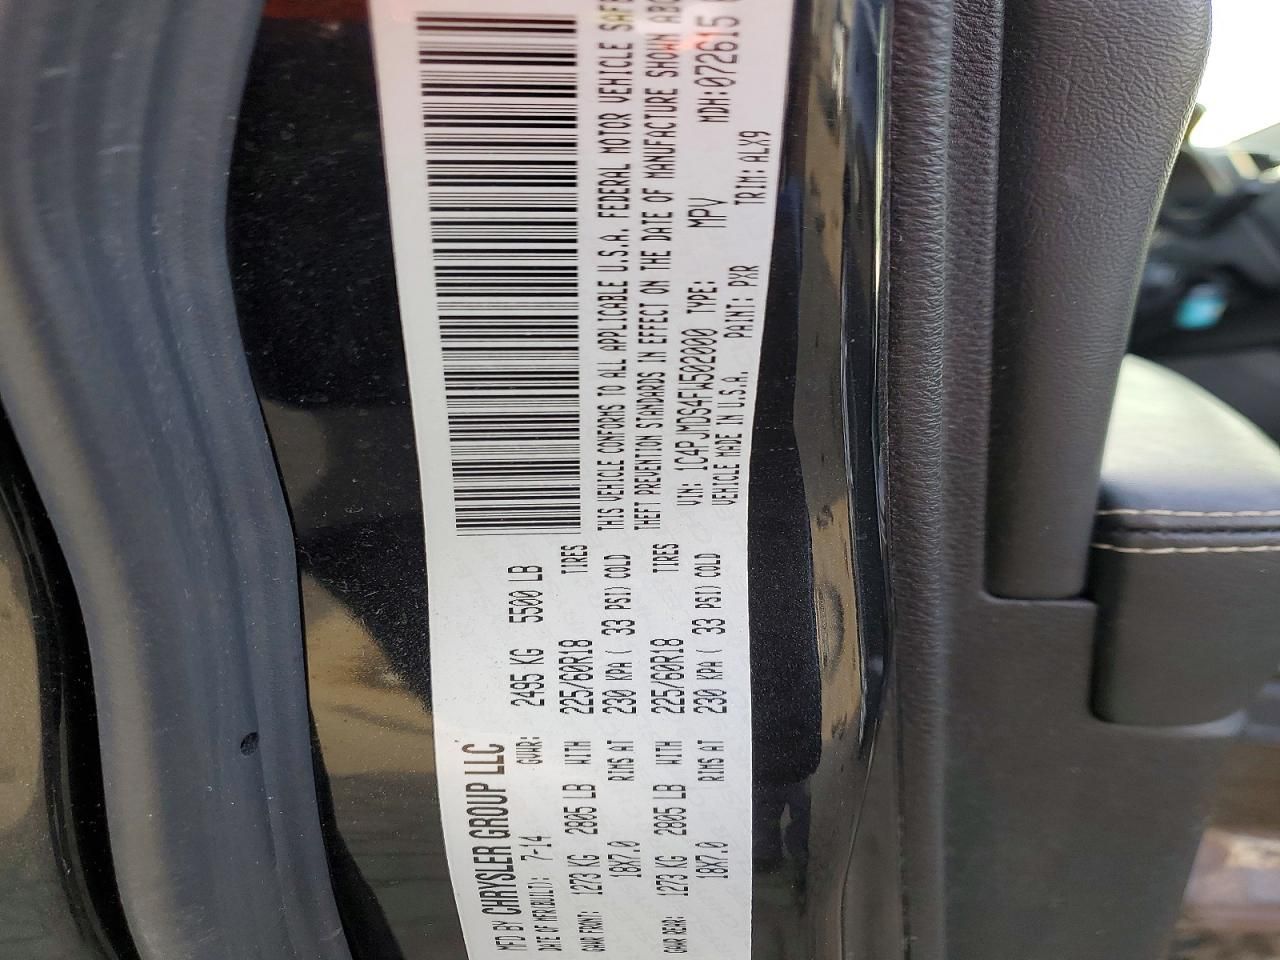 MFD BY CHRYSLER GROUP LLC
DATE OF MFR(BUILT): 7-14 GVWR: 2495 KG 5500 LB
GAWR FRONT: 1273 KG 2805 LB WITH 225/60R18 TIRES
18X7.0 RIMS AT 230 KPA ( 33 PSI) COLD
GAWR REAR: 1273 KG 2805 LB WITH 225/60R18 TIRES
18X7.0 RIMS AT 230 KPA ( 33 PSI) COLD
THIS VEHICLE CONFORMS TO ALL APPLICABLE U.S.A. FEDERAL MOTOR VEHICLE
THEFT PREVENTION STANDARDS IN EFFECT ON THE DATE OF MANUFACTURE SHOWN
VIN: 1C4PJMDS4FW502000 TYPE: MPV MDH:072615
VEHICLE MADE IN U.S.A. PAINT: PXR TRIM: ALX9